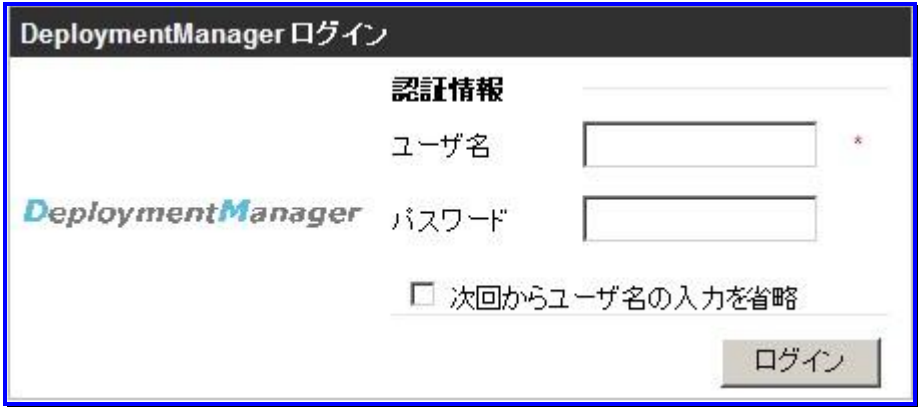 DeploymentManager ログイン
認証情報
ユーザ名 *
DeploymentManager
パスワード
次回からユーザ名の入力を省略
ログイン